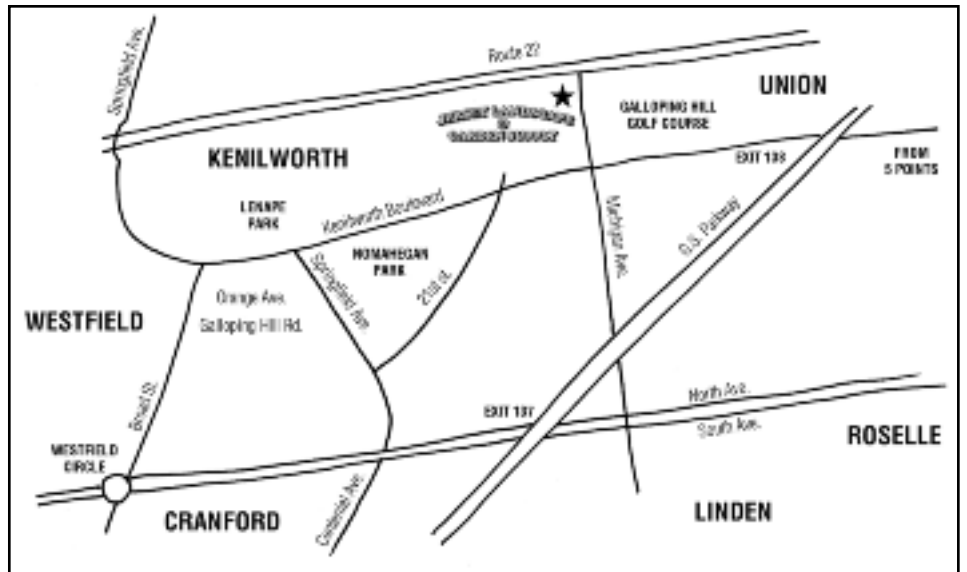 Springfield Ave.
Route 22
UNION
GALLOPING HILL
GOLF COURSE
KENILWORTH
EXIT 138
FROM
5 POINTS
LENAPE
PARK
Kenilworth Boulevard
NOMAHEGAN
PARK
Michigan Ave.
G.S. Parkway
Springfield Ave.
21st st.
Orange Ave.
Galloping Hill Rd.
WESTFIELD
Broad St.
North Ave.
South Ave.
EXIT 137
ROSELLE
WESTFIELD
CIRCLE
CRANFORD
LINDEN